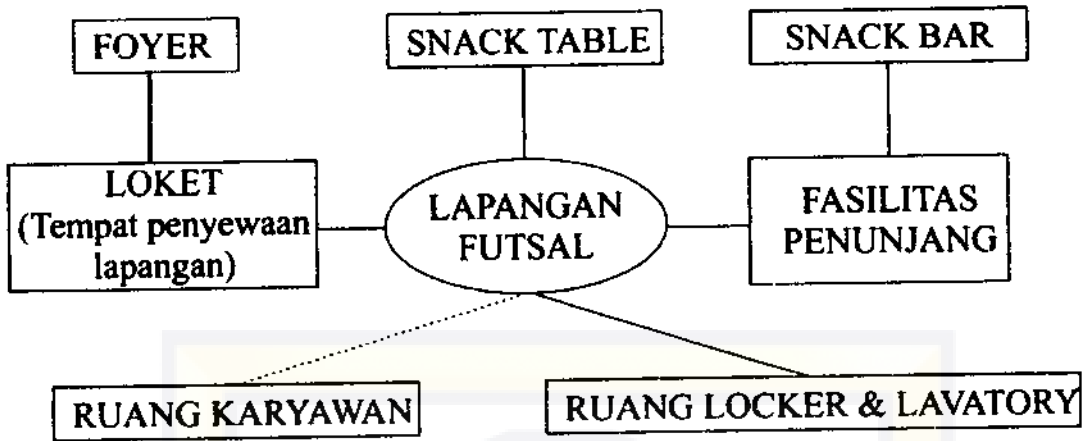 FOYER
SNACK TABLE
SNACK BAR
LOKET
(Tempat penyewaan
lapangan)
LAPANGAN
FUTSAL
FASILITAS
PENUNJANG
RUANG KARYAWAN
RUANG LOCKER & LAVATORY